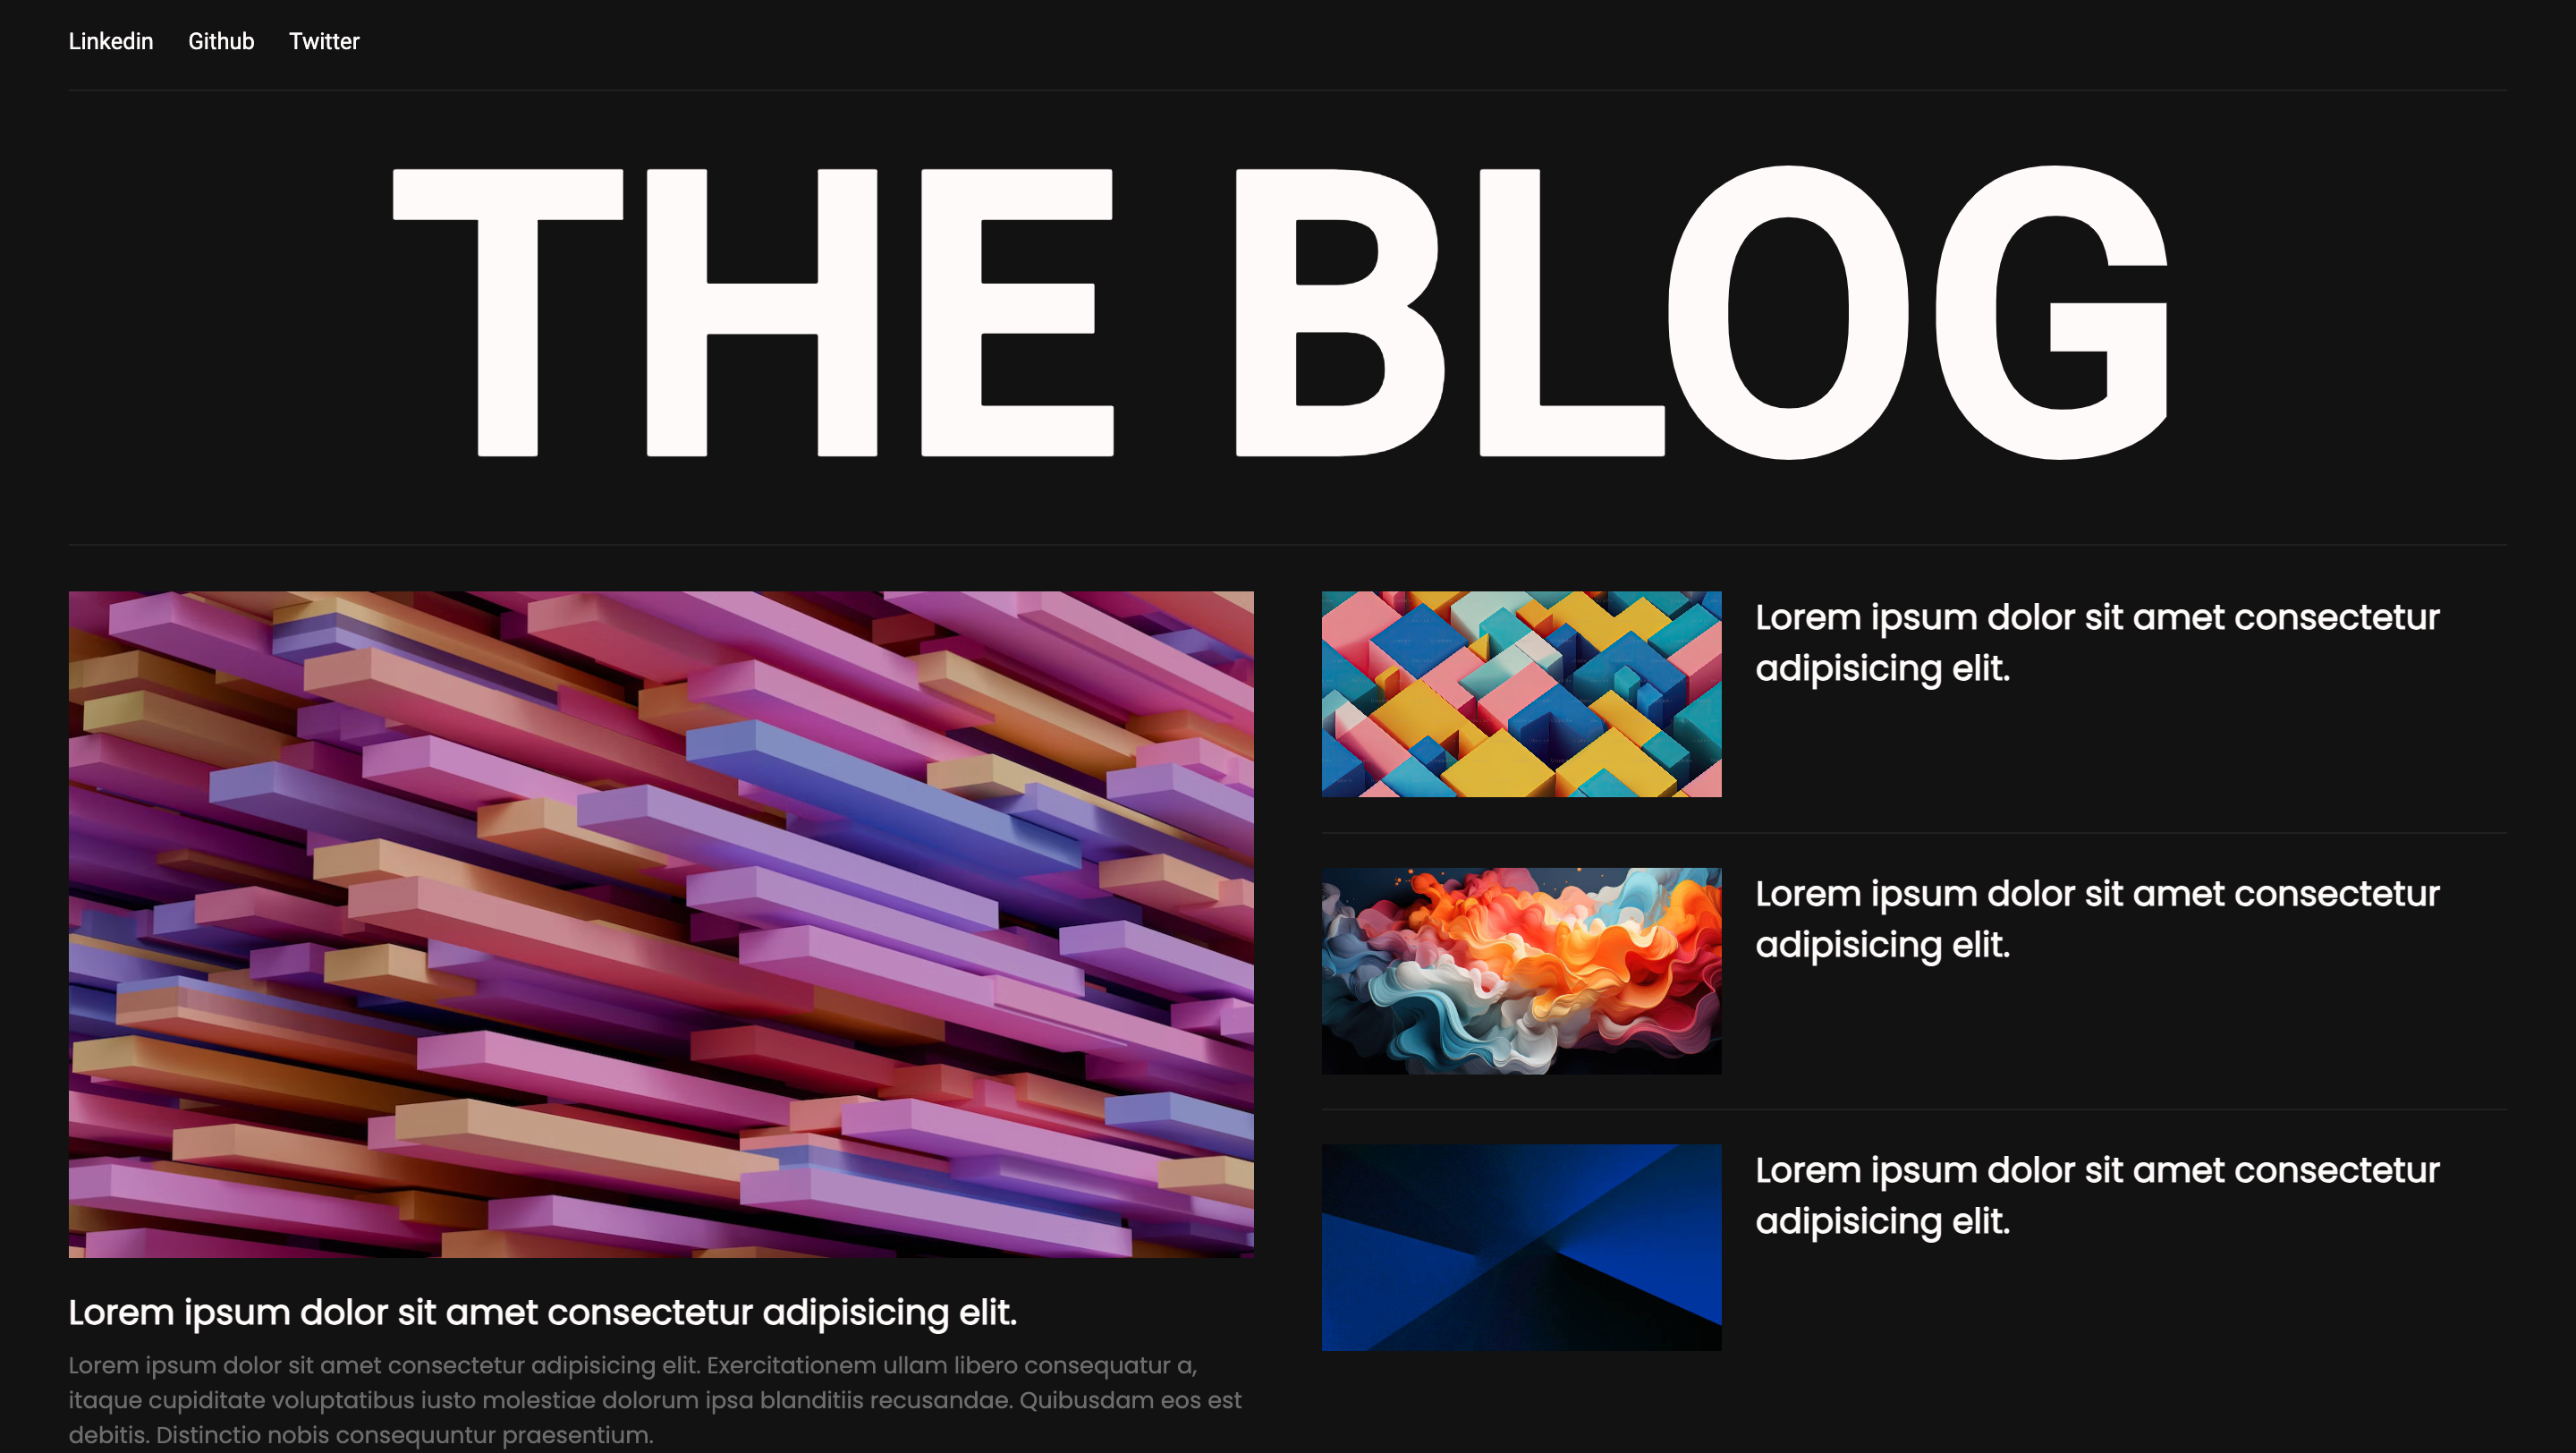 Linkedin Github Twitter
THE BLOG
Lorem ipsum dolor sit amet consectetur adipisicing elit.
Lorem ipsum dolor sit amet consectetur adipisicing elit. Exercitationem ullam libero consequatur a,
itaque cupiditate voluptatibus iusto molestiae dolorum ipsa blanditiis recusandae. Quibusdam eos est
debitis. Distinctio nobis consequuntur praesentium.
Lorem ipsum dolor sit amet consectetur
adipisicing elit.
Lorem ipsum dolor sit amet consectetur
adipisicing elit.
Lorem ipsum dolor sit amet consectetur
adipisicing elit.